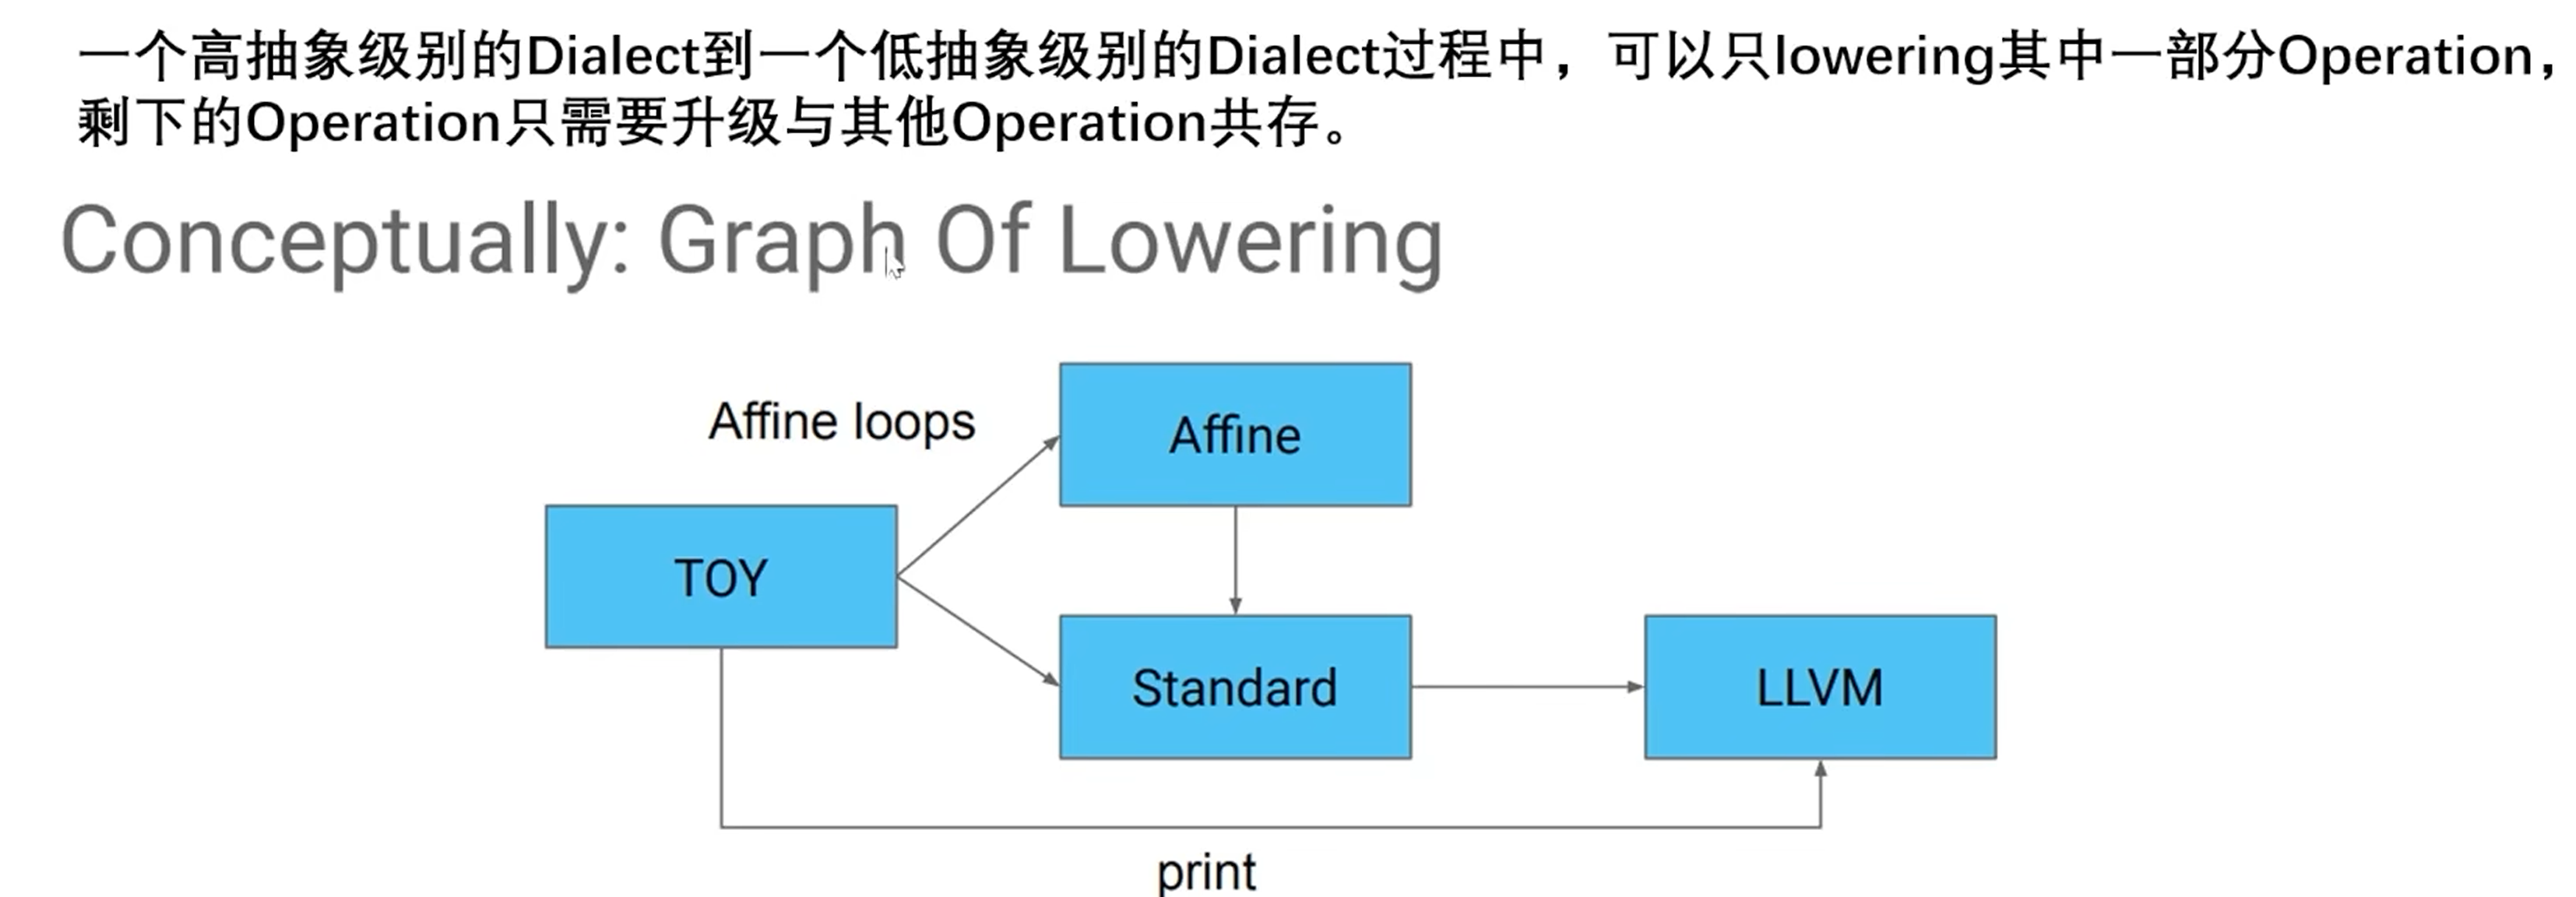 一个高抽象级别的Dialect到一个低抽象级别的Dialect过程中，可以只lowering其中一部分Operation，
剩下的Operation只需要升级与其他Operation共存。
Conceptually: Graph Of Lowering
Affine loops
Affine
TOY
Standard
LLVM
print